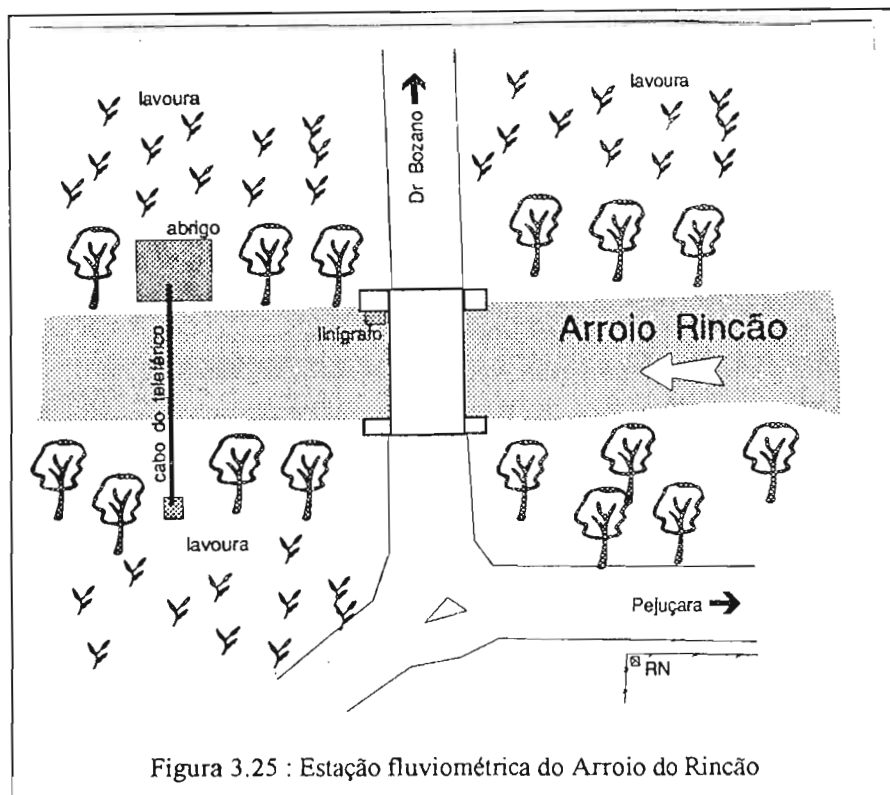 lavoura
lavoura
Dr Bozano
abrigo
linígrafo
Arroio Rincão
cabo do teleférico
lavoura
Pejuçara
RN
Figura 3.25 : Estação fluviométrica do Arroio do Rincão